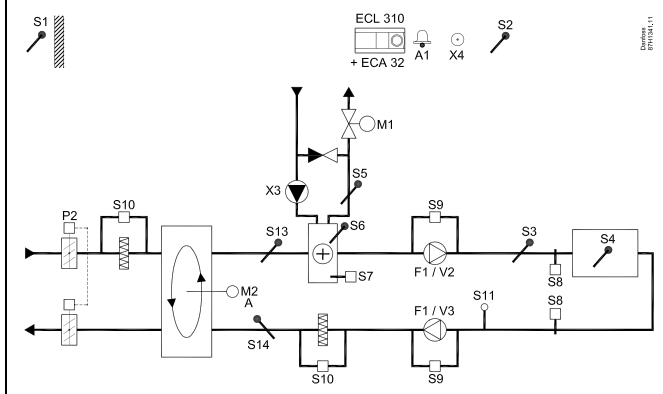 S1
ECL 310
+ ECA 32
A1
X4
S2
Danfoss
87H1341.11
M1
S5
X3
P2
S10
S13
S6
S7
S9
F1 / V2
S3
S4
S8
M2
A
S14
S10
F1 / V3
S9
S11
S8